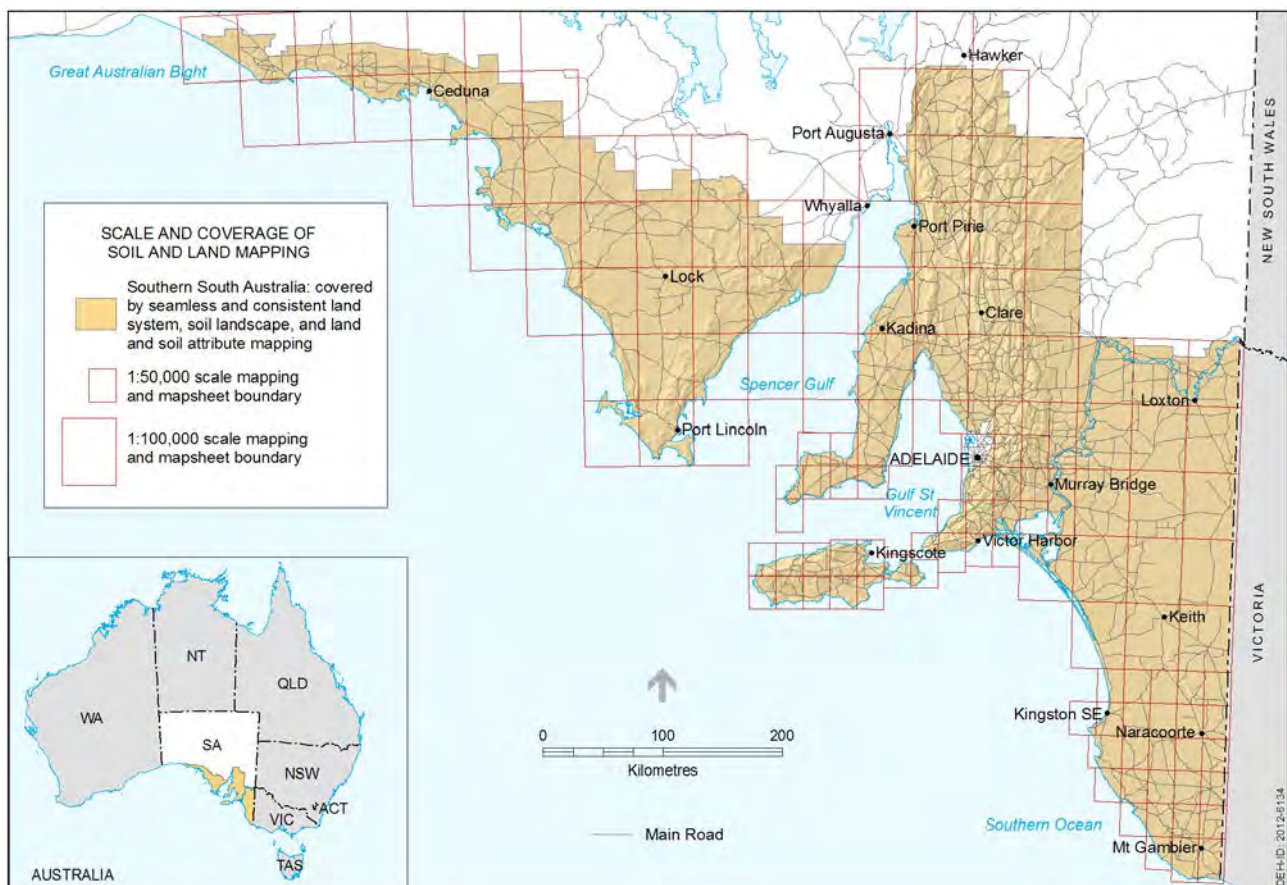 Great Australian Bight
Ceduna
Hawker
Port Augusta
Whyalla
Port Pirie
NEW SOUTH WALES
SCALE AND COVERAGE OF
SOIL AND LAND MAPPING
Southern South Australia: covered
by seamless and consistent land
system, soil landscape, and land
and soil attribute mapping
1:50,000 scale mapping
and mapsheet boundary
1:100,000 scale mapping
and mapsheet boundary
Lock
Clare
Kadina
Spencer Gulf
Loxton
Port Lincoln
ADELAIDE
Murray Bridge
Gulf St
Vincent
Victor Harbor
Kingscote
Keith
VICTORIA
Kingston SE
Naracoorte
Mt Gambier
Southern Ocean
0
200
Kilometres
Main Road
NT
QLD
WA
SA
NSW
ACT
VIC
TAS
AUSTRALIA
DEH-ID: 2012-6134